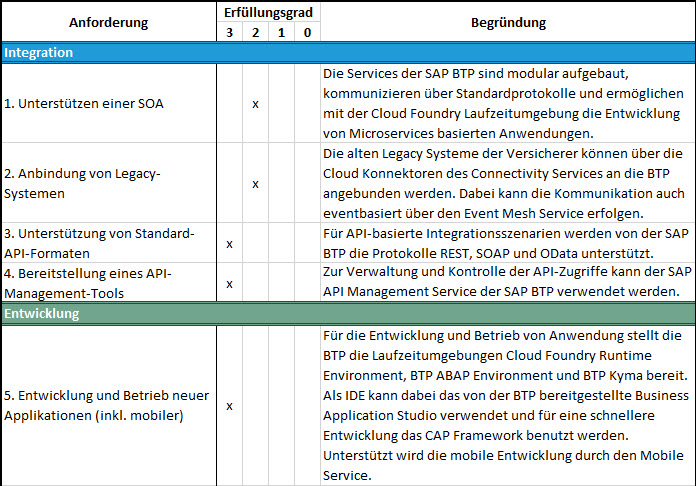 Anforderung Erfüllungsgrad Begründung
3 2 1 0
Integration
1. Unterstützen einer SOA
x
Die Services der SAP BTP sind modular aufgebaut,
kommunizieren über Standardprotokolle und ermöglichen
mit der Cloud Foundry Laufzeitumgebung die Entwicklung
von Microservices basierten Anwendungen.
2. Anbindung von Legacy-
Systemen
x
Die alten Legacy Systeme der Versicherer können über die
Cloud Konnektoren des Connectivity Services an die BTP
angebunden werden. Dabei kann die Kommunikation auch
eventbasiert über den Event Mesh Service erfolgen.
3. Unterstützung von Standard-
API-Formaten
x
Für API-basierte Integrationsszenarien werden von der SAP
BTP die Protokolle REST, SOAP und OData unterstützt.
4. Bereitstellung eines API-
Management-Tools
x
Zur Verwaltung und Kontrolle der API-Zugriffe kann der SAP
API Management Service der SAP BTP verwendet werden.
Entwicklung
5. Entwicklung und Betrieb neuer
Applikationen (inkl. mobiler)
x
Für die Entwicklung und Betrieb von Anwendung stellt die
BTP die Laufzeitumgebungen Cloud Foundry Runtime
Environment, BTP ABAP Environment und BTP Kyma bereit.
Als IDE kann dabei das von der BTP bereitgestellte Business
Application Studio verwendet und für eine schnellere
Entwicklung das CAP Framework benutzt werden.
Unterstützt wird die mobile Entwicklung durch den Mobile
Service.